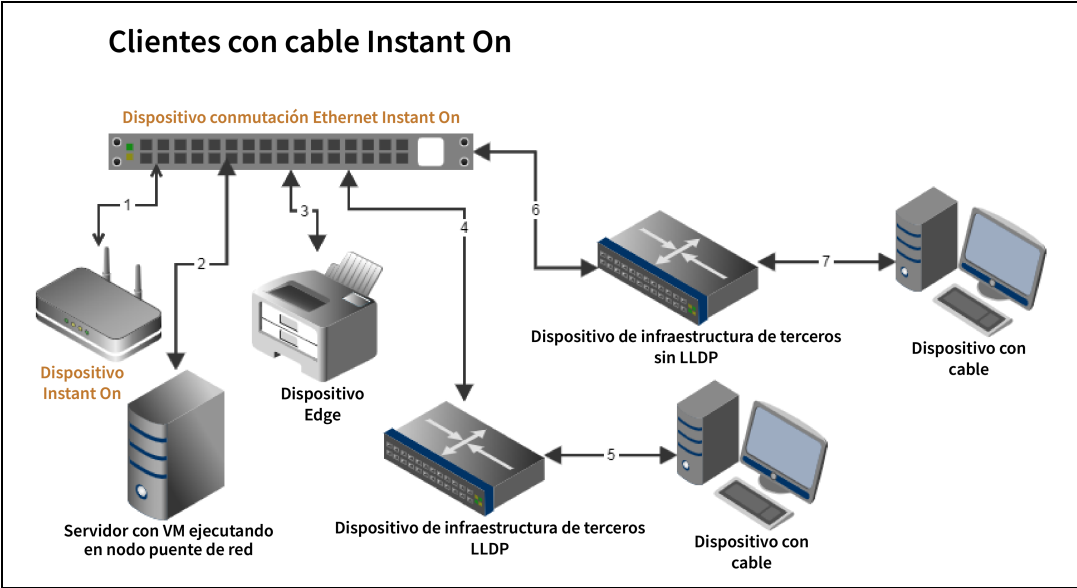 Clientes con cable Instant On
Dispositivo conmutación Ethernet Instant On
1
2
3
4
6
7
Dispositivo
Instant On
Dispositivo
Edge
Dispositivo de infraestructura de terceros
sin LLDP
Dispositivo con
cable
5
Servidor con VM ejecutando
en nodo puente de red
Dispositivo de infraestructura de terceros
LLDP
Dispositivo con
cable